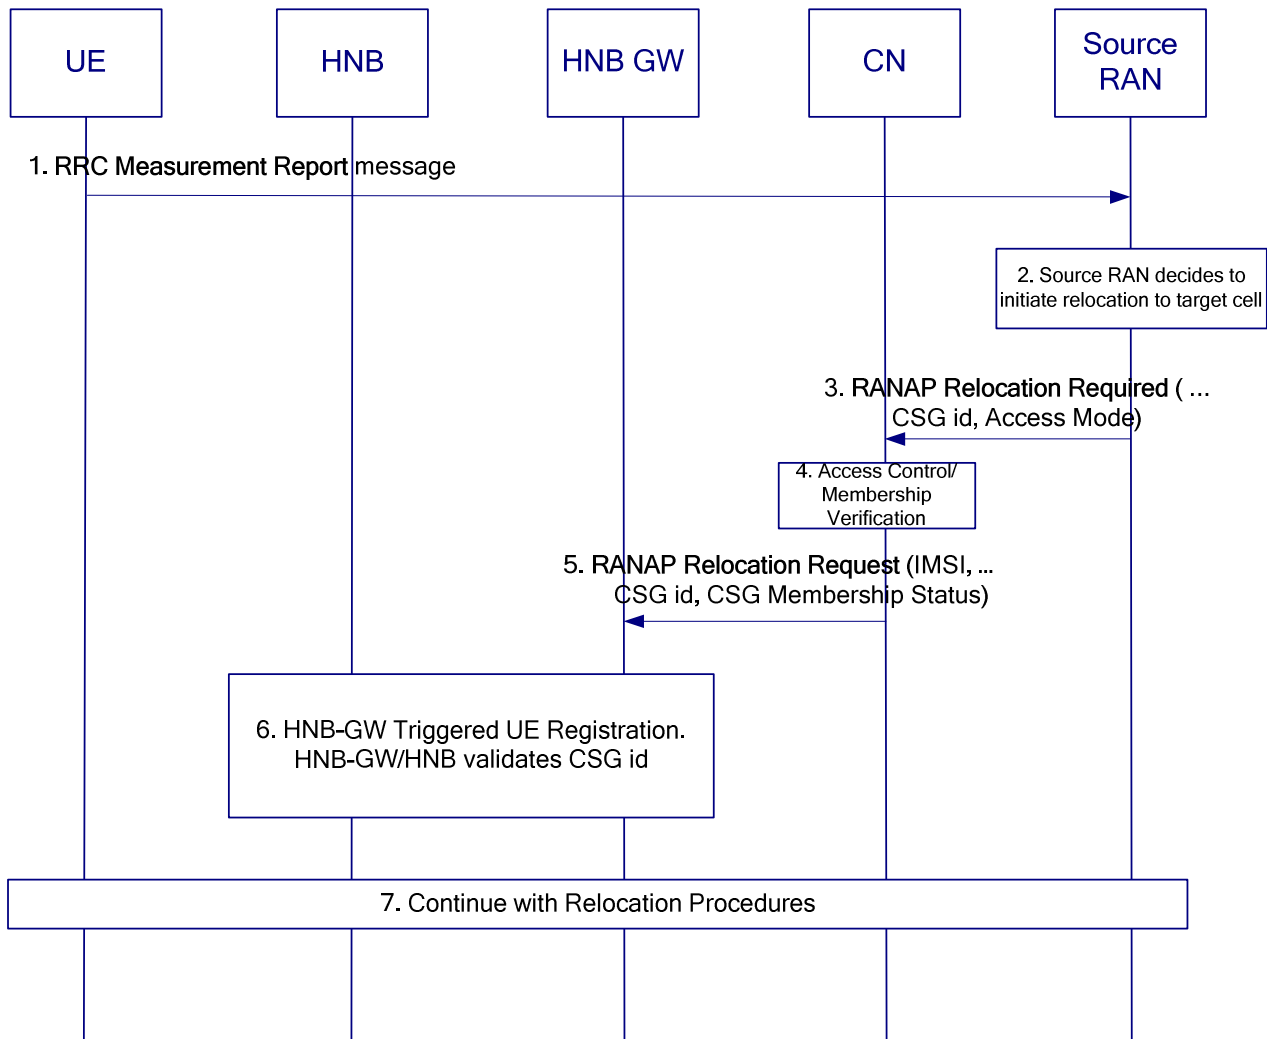 UE
HNB
HNB GW
CN
Source
RAN
1. RRC Measurement Report message
2. Source RAN decides to
initiate relocation to target cell
3. RANAP Relocation Required ( ...
CSG id, Access Mode)
4. Access Control/
Membership
Verification
5. RANAP Relocation Request (IMSI, ...
CSG id, CSG Membership Status)
6. HNB-GW Triggered UE Registration.
HNB-GW/HNB validates CSG id
7. Continue with Relocation Procedures